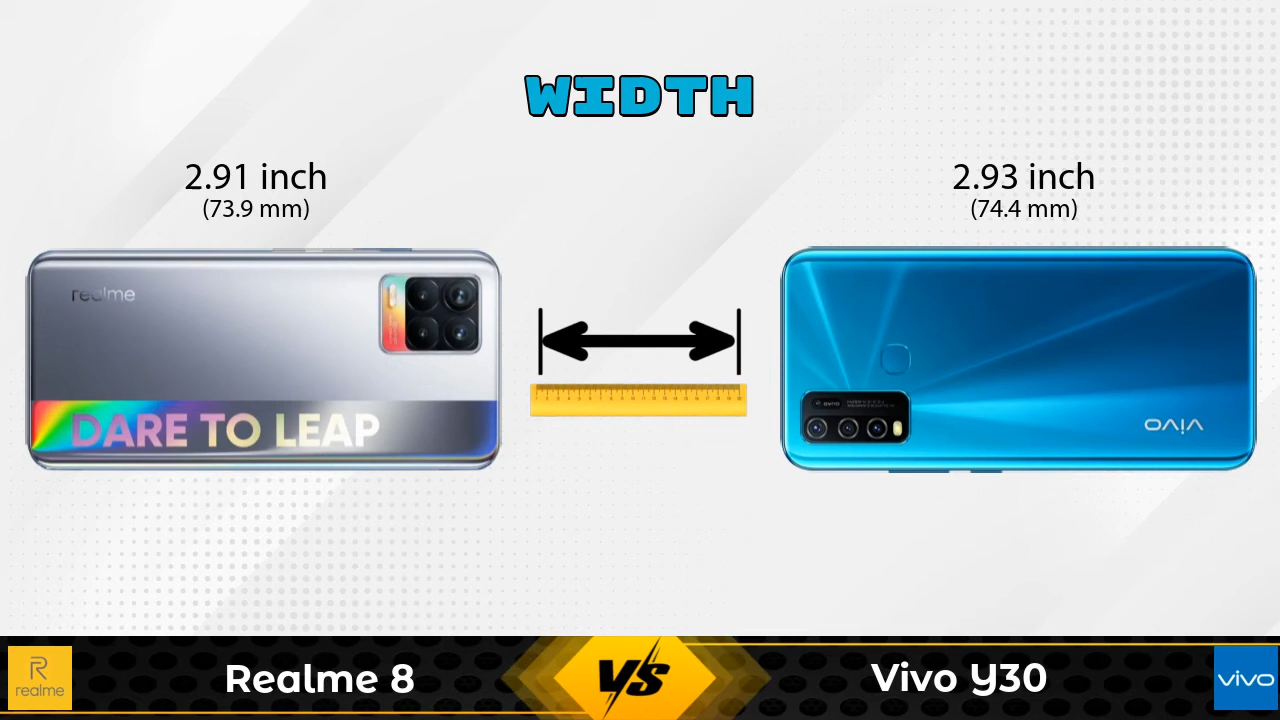 WIDTH
2.91 inch
(73.9 mm)
2.93 inch
(74.4 mm)
realme
DARE TO LEAP
vivo
R
realme
Realme 8
VS
Vivo Y30
vivo